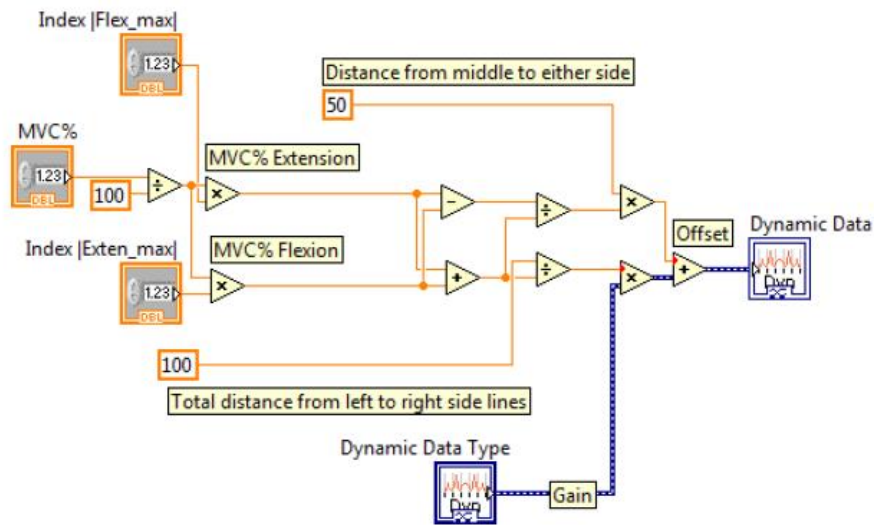 Index |Flex_max|
1.23
DBL
Distance from middle to either side
50
MVC%
1.23
DBL
100
÷
MVC% Extension
×
−
÷
×
Offset
Dynamic Data
Index |Exten_max|
1.23
DBL
MVC% Flexion
×
+
÷
×
+
Dyn
100
Total distance from left to right side lines
Dynamic Data Type
Dyn
Gain